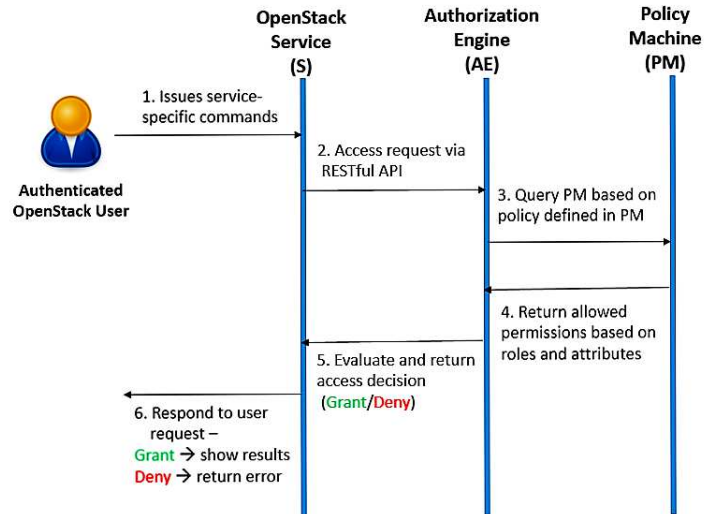 OpenStack
Service
(S)
Authorization
Engine
(AE)
Policy
Machine
(PM)
Authenticated
OpenStack User
1. Issues service-
specific commands
2. Access request via
RESTful API
3. Query PM based on
policy defined in PM
4. Return allowed
permissions based on
roles and attributes
5. Evaluate and return
access decision
(Grant/Deny)
6. Respond to user
request –
Grant → show results
Deny → return error